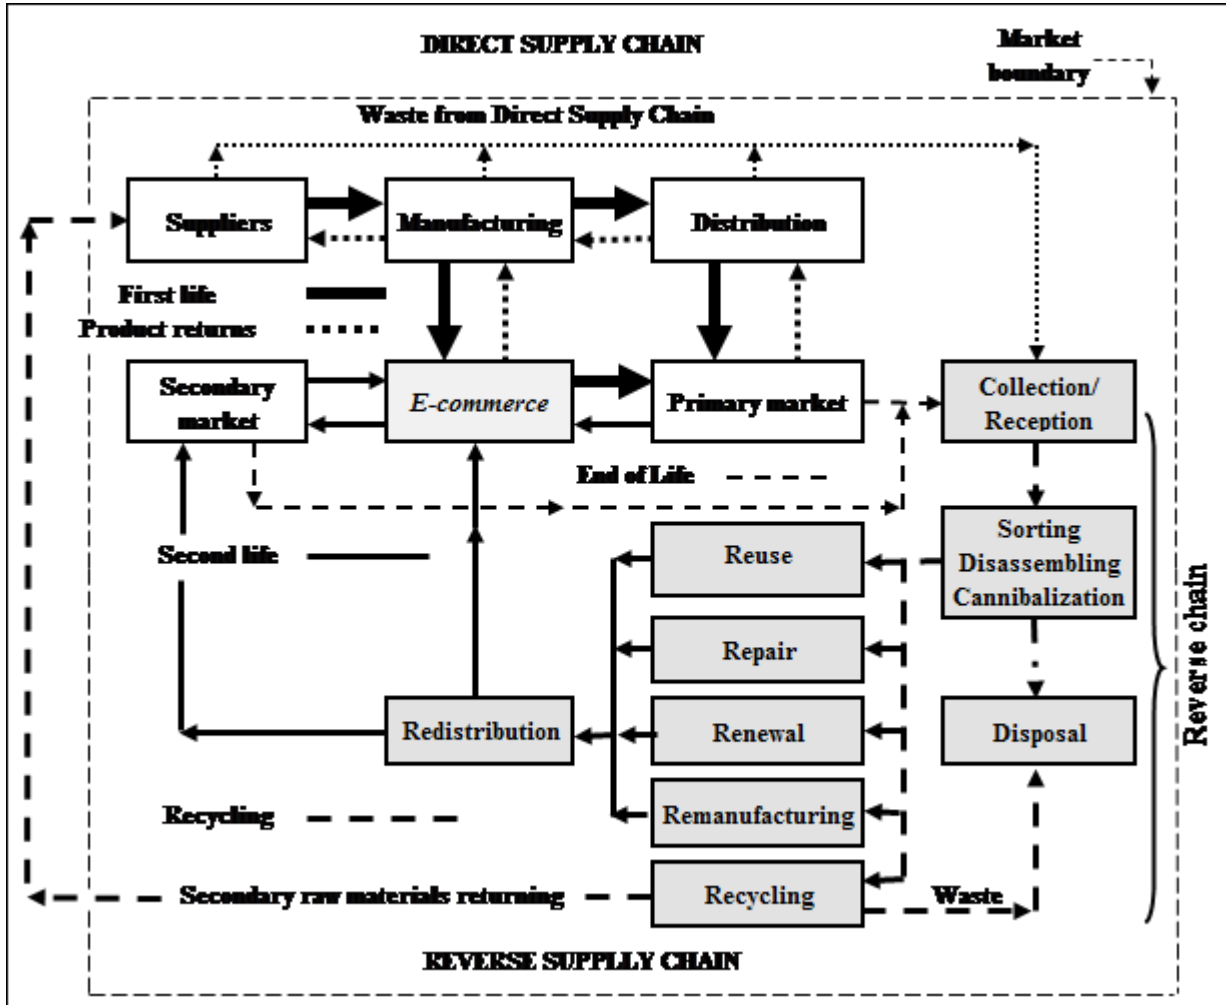 DIRECT SUPPLY CHAIN
Market
boundary
Waste from Direct Supply Chain
Suppliers
Manufacturing
Distribution
First life
Product returns
Secondary
market
E-commerce
Primary market
Collection/
Reception
End of Life
Second life
Reuse
Sorting
Disassembling
Cannibalization
Repair
Redistribution
Renewal
Disposal
Reverse chain
Recycling
Remanufacturing
Secondary raw materials returning
Recycling
Waste
REVERSE SUPPLLY CHAIN